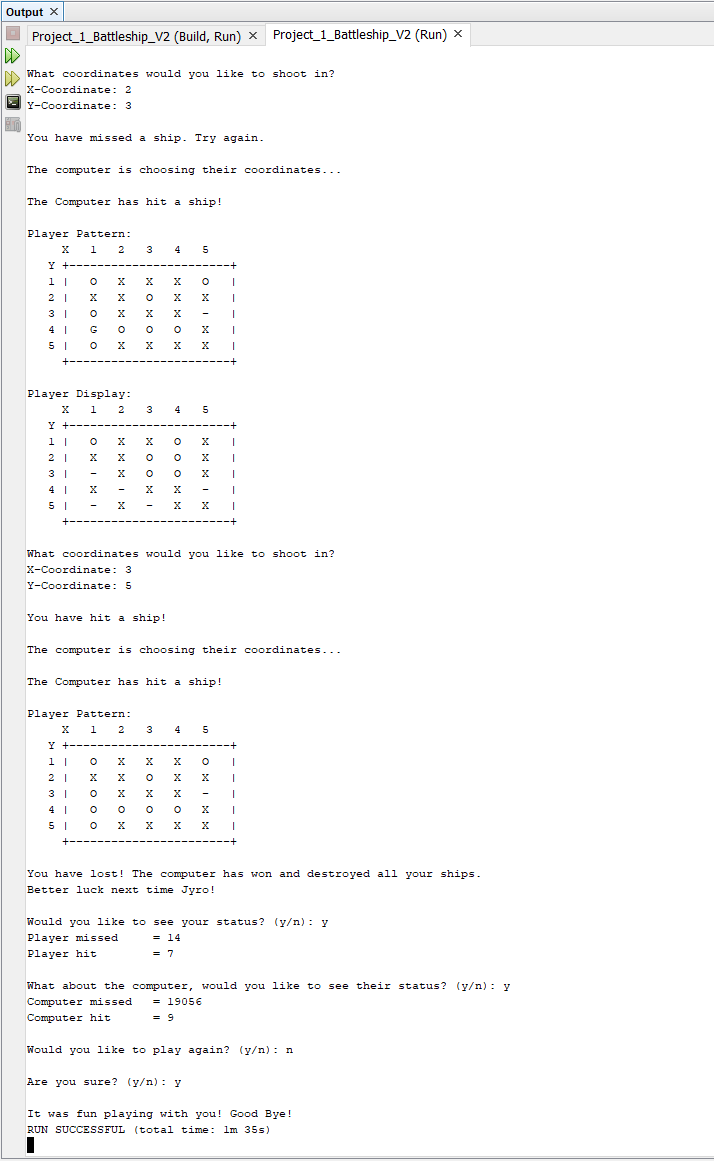 Output
Project_1_Battleship_V2 (Build, Run) Project_1_Battleship_V2 (Run)
What coordinates would you like to shoot in?
X-Coordinate: 2
Y-Coordinate: 3
You have missed a ship. Try again.
The computer is choosing their coordinates...
The Computer has hit a ship!
Player Pattern:
X 1 2 3 4 5
Y +-----------------------+
1 | O X X X O |
2 | X X O X X |
3 | O X X X - |
4 | G O O O X |
5 | O X X X X |
+-----------------------+
Player Display:
X 1 2 3 4 5
Y +-----------------------+
1 | O X X O X |
2 | X X O O X |
3 | - X O O X |
4 | X - X X - |
5 | - X - X X |
+-----------------------+
What coordinates would you like to shoot in?
X-Coordinate: 3
Y-Coordinate: 5
You have hit a ship!
The computer is choosing their coordinates...
The Computer has hit a ship!
Player Pattern:
X 1 2 3 4 5
Y +-----------------------+
1 | O X X X O |
2 | X X O X X |
3 | O X X X - |
4 | O O O O X |
5 | O X X X X |
+-----------------------+
You have lost! The computer has won and destroyed all your ships.
Better luck next time Jyro!
Would you like to see your status? (y/n): y
Player missed = 14
Player hit = 7
What about the computer, would you like to see their status? (y/n): y
Computer missed = 19056
Computer hit = 9
Would you like to play again? (y/n): n
Are you sure? (y/n): y
It was fun playing with you! Good Bye!
RUN SUCCESSFUL (total time: 1m 35s)